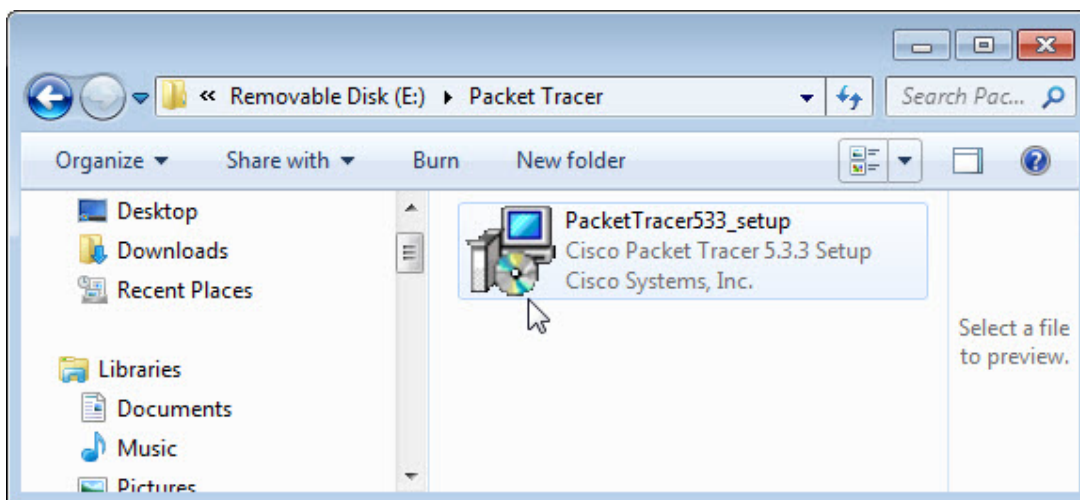 « Removable Disk (E:) Packet Tracer
Search Pac...
Organize Share with Burn New folder
Desktop
Downloads
Recent Places
Libraries
Documents
Music
Pictures
PacketTracer533_setup
Cisco Packet Tracer 5.3.3 Setup
Cisco Systems, Inc.
Select a file
to preview.